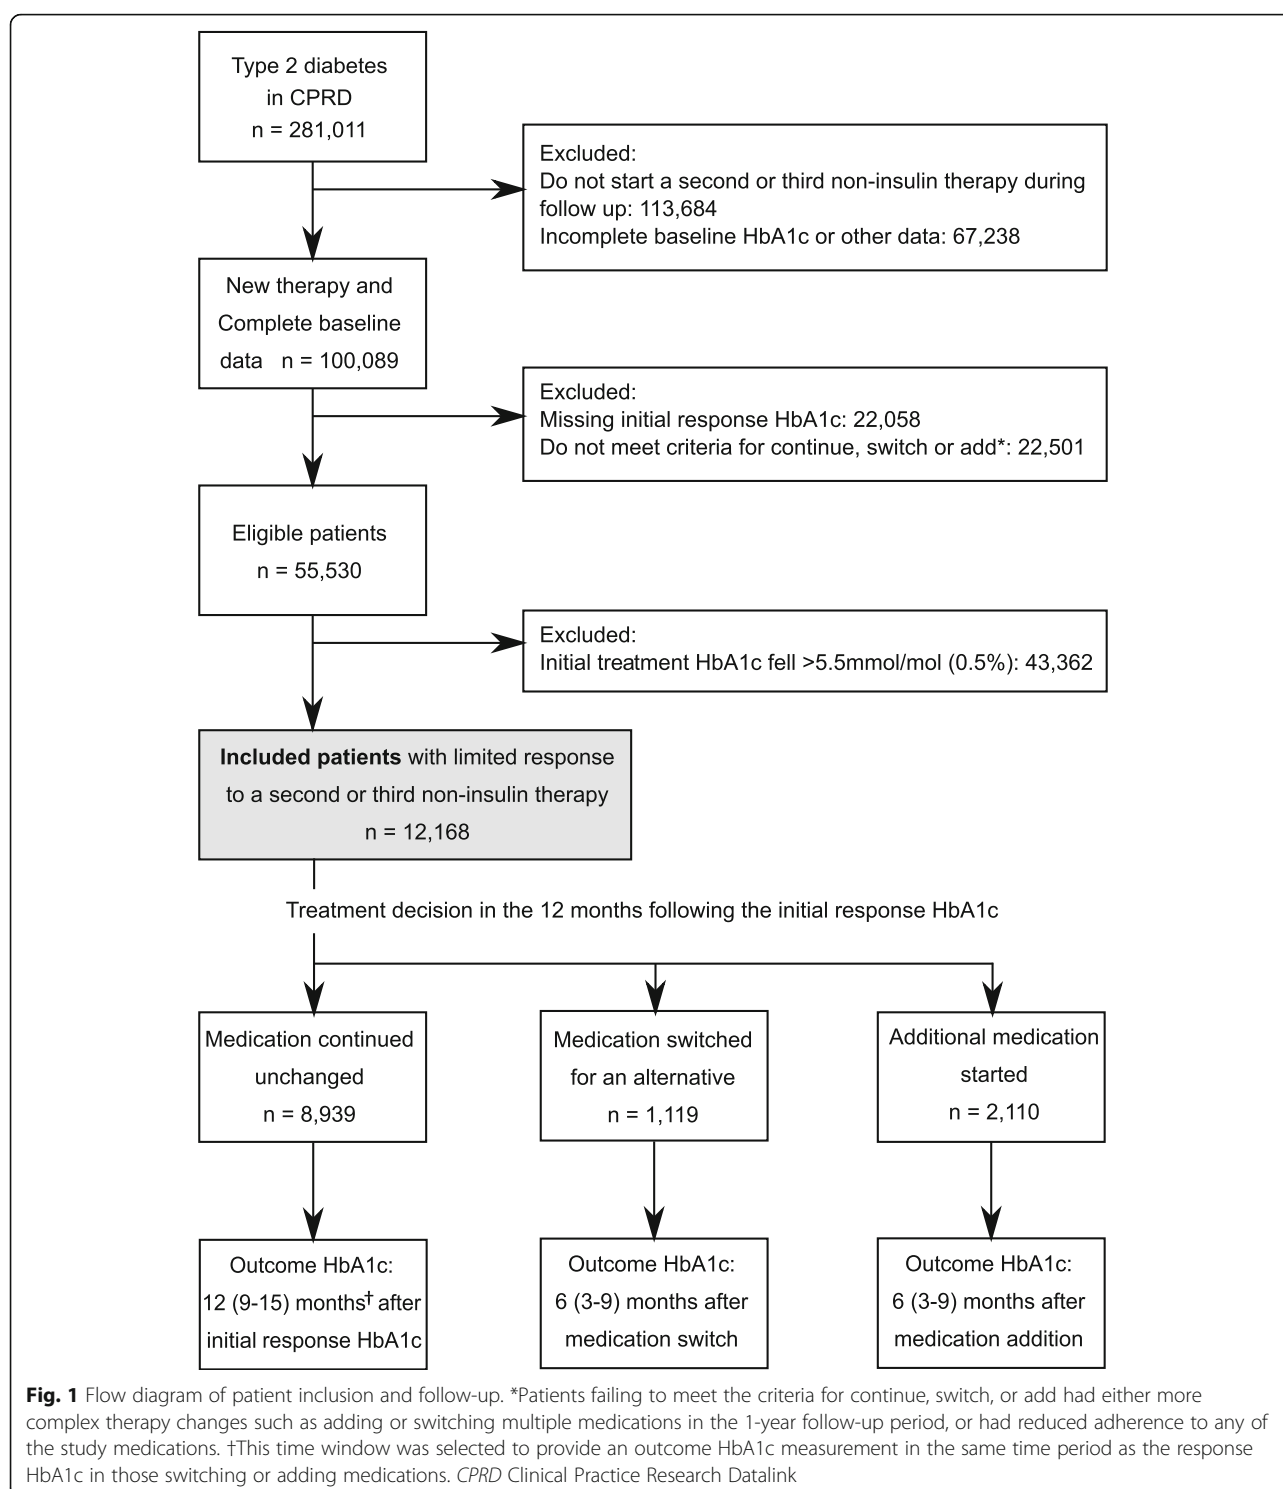 Type 2 diabetes
in CPRD
n = 281,011
Excluded:
Do not start a second or third non-insulin therapy during
follow up: 113,684
Incomplete baseline HbA1c or other data: 67,238
New therapy and
Complete baseline
data n = 100,089
Excluded:
Missing initial response HbA1c: 22,058
Do not meet criteria for continue, switch or add*: 22,501
Eligible patients
n = 55,530
Excluded:
Initial treatment HbA1c fell >5.5mmol/mol (0.5%): 43,362
Included patients with limited response
to a second or third non-insulin therapy
n = 12,168
Treatment decision in the 12 months following the initial response HbA1c
Medication continued
unchanged
n = 8,939
Medication switched
for an alternative
n = 1,119
Additional medication
started
n = 2,110
Outcome HbA1c:
12 (9-15) months† after
initial response HbA1c
Outcome HbA1c:
6 (3-9) months after
medication switch
Outcome HbA1c:
6 (3-9) months after
medication addition
Fig. 1 Flow diagram of patient inclusion and follow-up. *Patients failing to meet the criteria for continue, switch, or add had either more
complex therapy changes such as adding or switching multiple medications in the 1-year follow-up period, or had reduced adherence to any of
the study medications. †This time window was selected to provide an outcome HbA1c measurement in the same time period as the response
HbA1c in those switching or adding medications. CPRD Clinical Practice Research Datalink